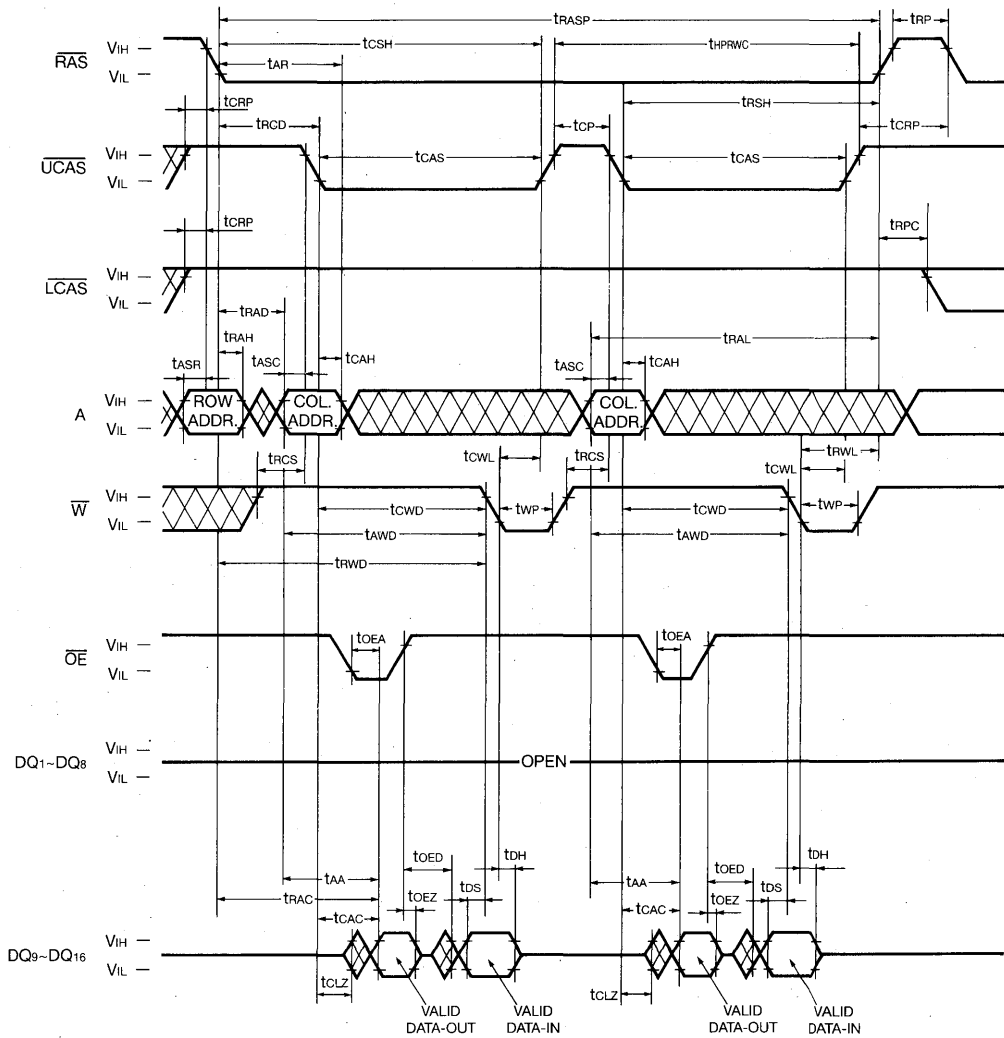 tRASP
tRP
tCSH
tHPRWC
RAS
VIH
VIL
tAR
tRSH
tCRP
tRCD
tCP
tCRP
UCAS
VIH
VIL
tCAS
tCAS
tCRP
tRPC
LCAS
VIH
VIL
tRAD
tRAH
tRAL
tASR
tASC
tCAH
tASC
tCAH
A
VIH
VIL
ROW ADDR.
COL. ADDR.
COL. ADDR.
tRCS
tCWL
tRCS
tCWL
tRWL
W
VIH
VIL
tCWD
tWP
tCWD
tWP
tAWD
tAWD
tRWD
OE
VIH
VIL
tOEA
tOEA
DQ1~DQ8
VIH
VIL
OPEN
tOED
tDH
tOED
tDH
tAA
tDS
tAA
tDS
tRAC
tOEZ
tOEZ
tCAC
tCAC
DQ9~DQ16
VIH
VIL
tCLZ
tCLZ
VALID DATA-OUT
VALID DATA-IN
VALID DATA-OUT
VALID DATA-IN